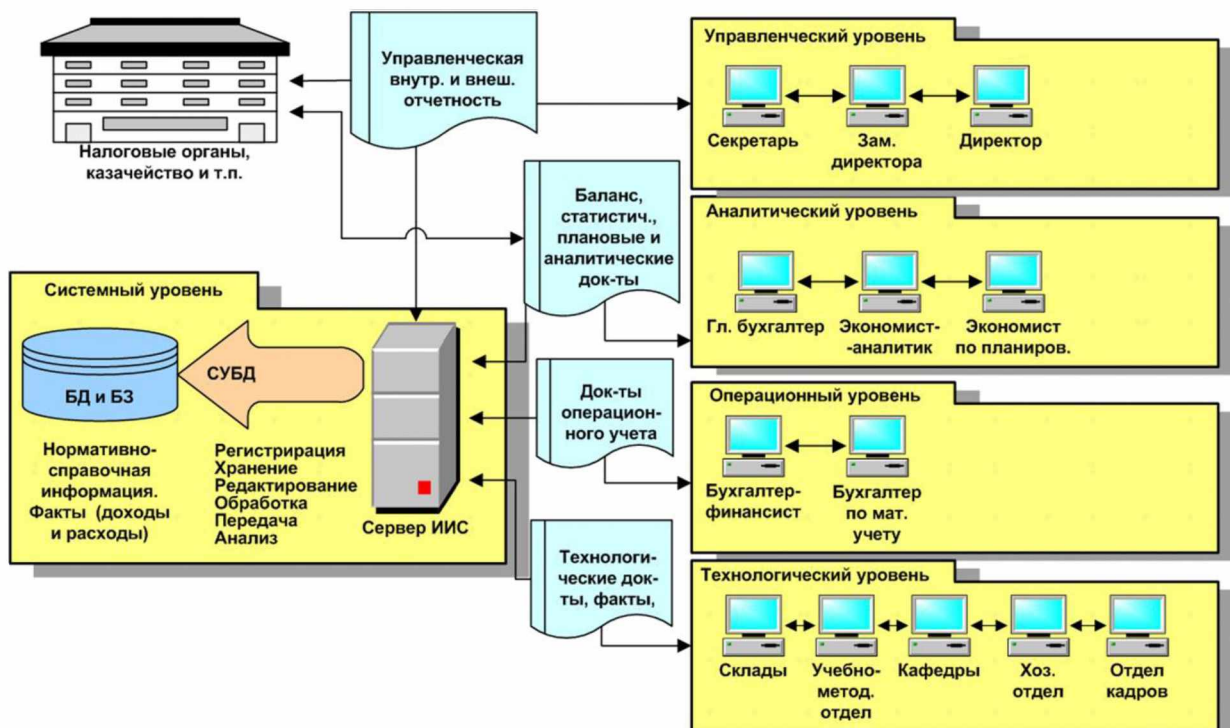 Налоговые органы,
казачейство и т.п.
Управленческая
внутр. и внеш.
отчетность
Управленческий уровень
Секретарь
Зам.
директора
Директор
Баланс,
статистич.,
плановые и
аналитические
док-ты
Аналитический уровень
Гл. бухгалтер
Экономист-
-аналитик
Экономист
по планиров.
Системный уровень
СУБД
БД и БЗ
Нормативно-
справочная
информация.
Факты (доходы
и расходы)
Регистрирация
Хранение
Редактирование
Обработка
Передача
Анализ
Сервер ИИС
Док-ты
операцион-
ного учета
Операционный уровень
Бухгалтер-
финансист
Бухгалтер
по мат.
учету
Технологи-
ческие док-
ты, факты,
Технологический уровень
Склады
Учебно-
метод.
отдел
Кафедры
Хоз.
отдел
Отдел
кадров